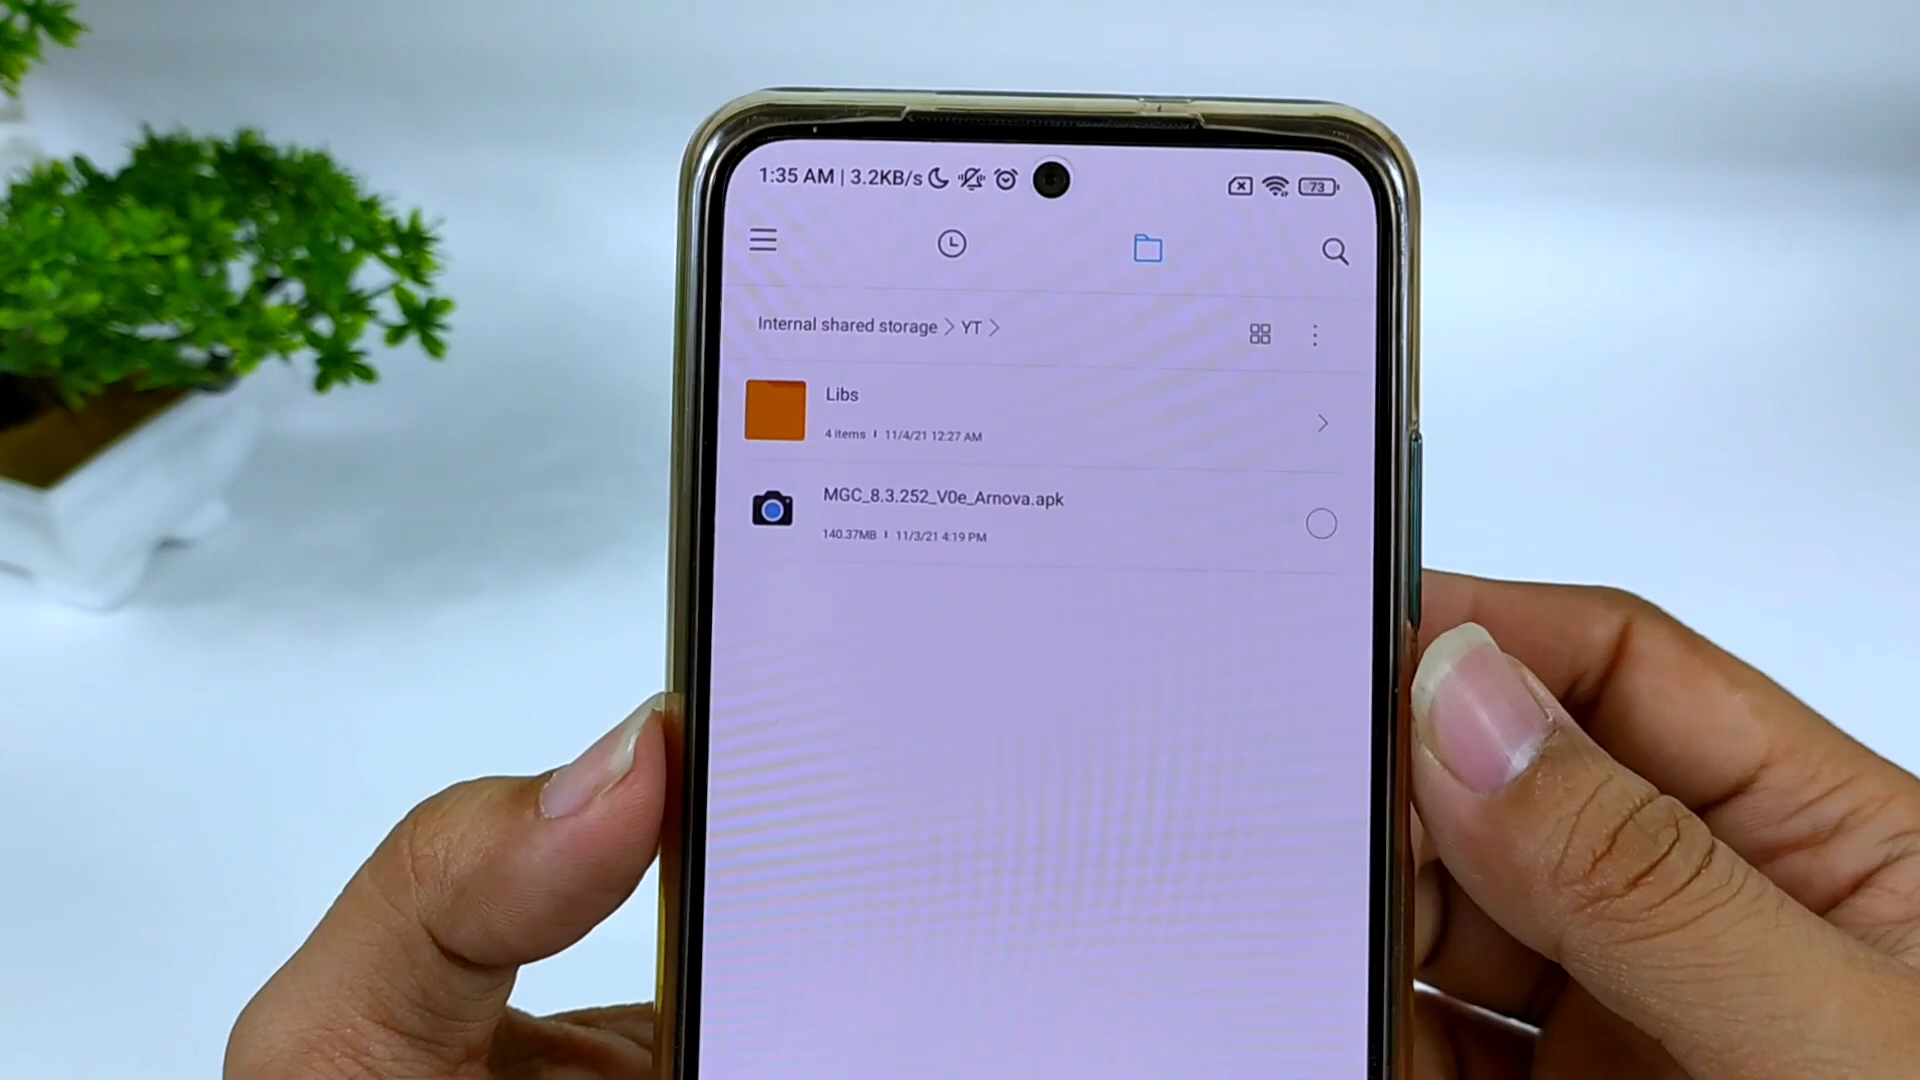 1:35 AM | 3.2KB/s
73
Internal shared storage > YT >
Libs
4 items | 11/4/21 12:27 AM
MGC_8.3.252_V0e_Arnova.apk
140.37MB | 11/3/21 4:19 PM